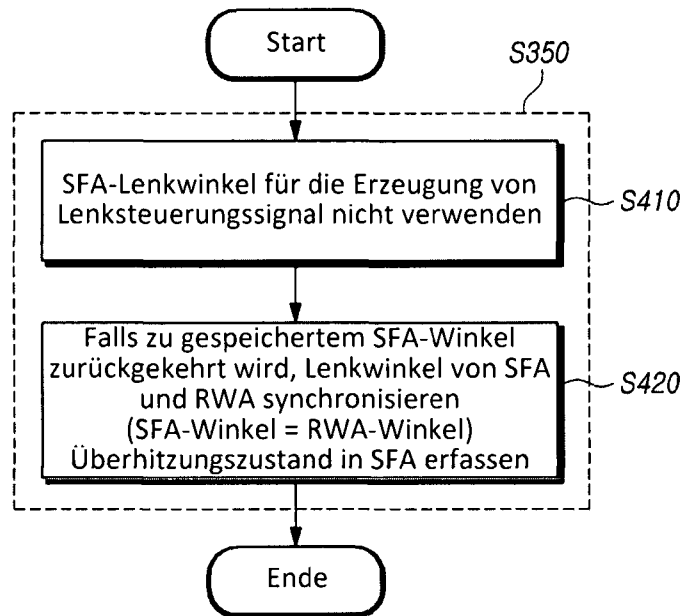 Start
S350
SFA-Lenkwinkel für die Erzeugung von
Lenksteuerungssignal nicht verwenden
S410
Falls zu gespeichertem SFA-Winkel
zurückgekehrt wird, Lenkwinkel von SFA
und RWA synchronisieren
(SFA-Winkel = RWA-Winkel)
Überhitzungszustand in SFA erfassen
S420
Ende